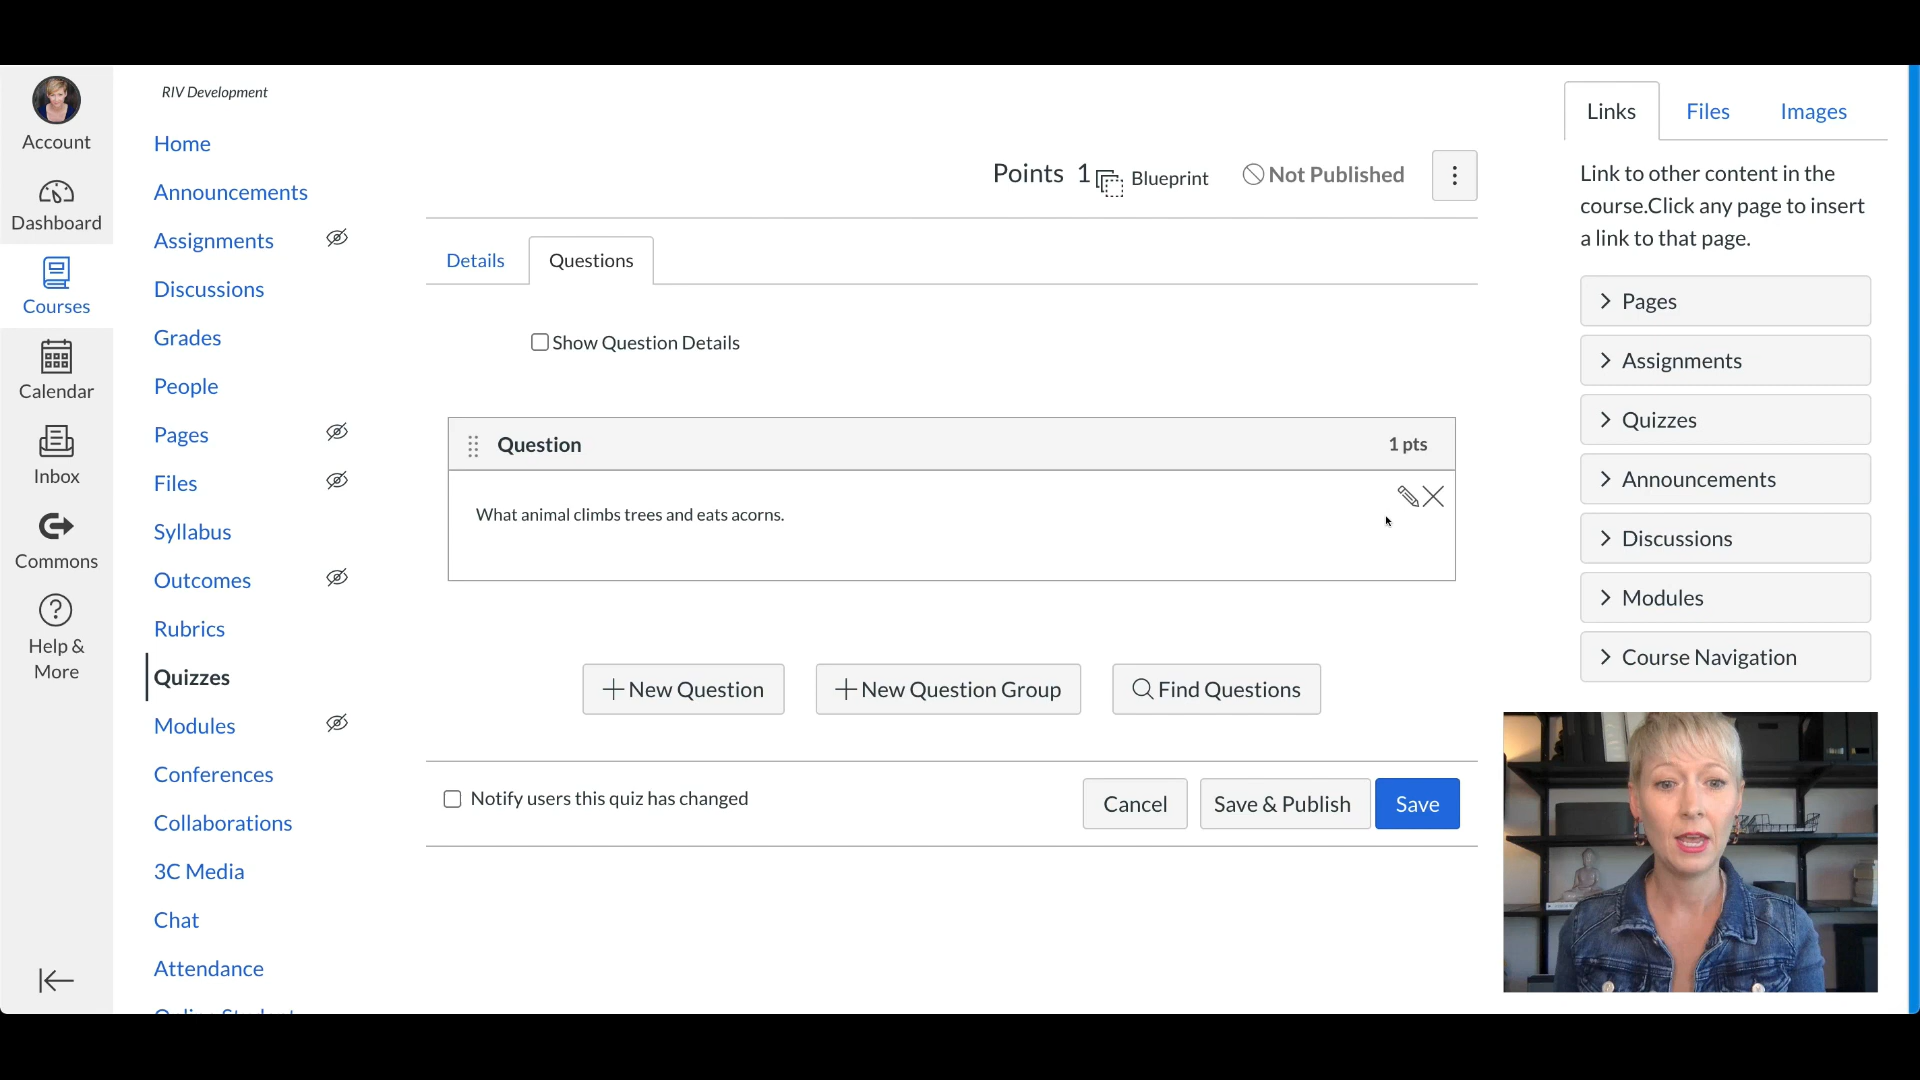 RIV Development
Account
Dashboard
Courses
Calendar
Inbox
Commons
Help &
More
Home
Announcements
Assignments
Discussions
Grades
People
Pages
Files
Syllabus
Outcomes
Rubrics
Quizzes
Modules
Conferences
Collaborations
3C Media
Chat
Attendance
Points 1 Blueprint Not Published
Details Questions
Show Question Details
Question 1 pts
What animal climbs trees and eats acorns.
New Question New Question Group Find Questions
Notify users this quiz has changed Cancel Save & Publish Save
Links Files Images
Link to other content in the
course.Click any page to insert
a link to that page.
Pages
Assignments
Quizzes
Announcements
Discussions
Modules
Course Navigation